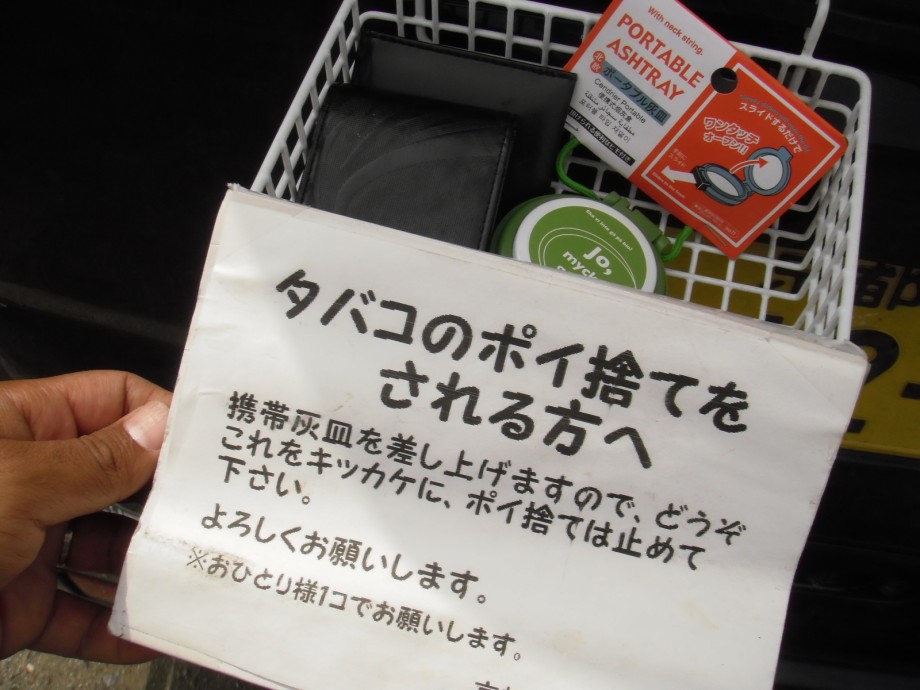 With neck string.
PORTABLE
ASHTRAY
ポータブル灰皿
Cendrier Portable
スライドするだけで
ワンタッチ
オープン!!
Jo,
タバコのポイ捨てを
される方へ
携帯灰皿を差し上げますので、どうぞ
これをキッカケに、ポイ捨ては止めて
下さい。
よろしくお願いします。
※おひとり様1コでお願いします。